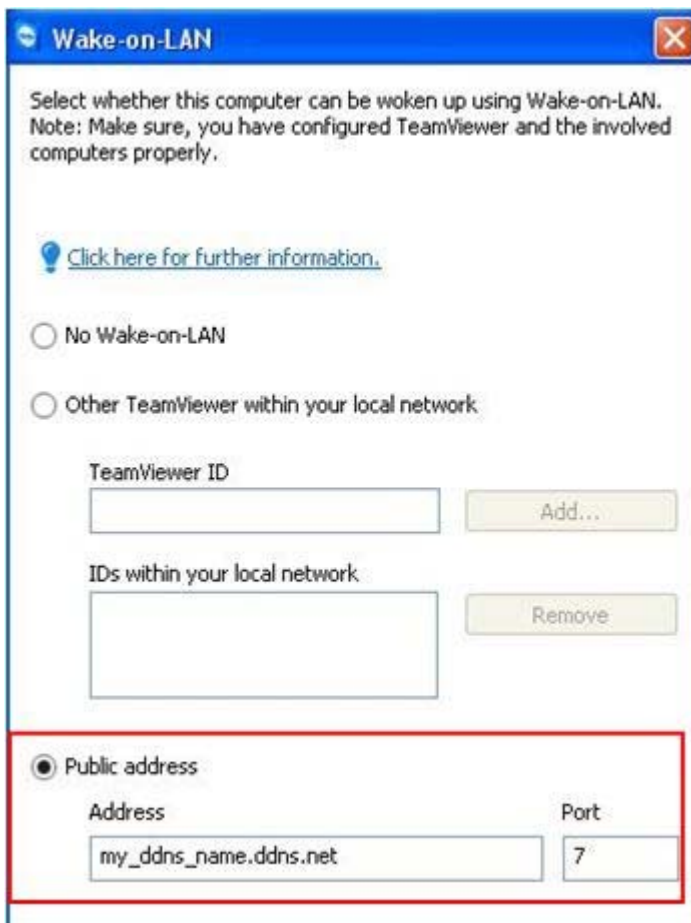 Wake-on-LAN
Select whether this computer can be woken up using Wake-on-LAN.
Note: Make sure, you have configured TeamViewer and the involved
computers properly.
Click here for further information.
No Wake-on-LAN
Other TeamViewer within your local network
TeamViewer ID
Add...
IDs within your local network
Remove
Public address
Address Port
my_ddns_name.ddns.net 7